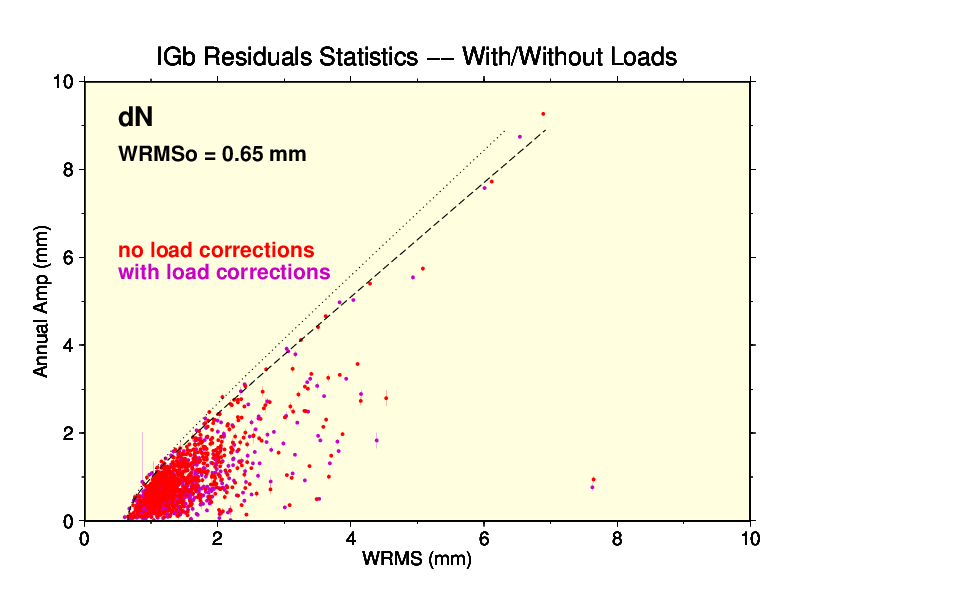 IGb Residuals Statistics −− With/Without Loads
10
dN
WRMSo = 0.65 mm
8
no load corrections
6
with load corrections
Annual Amp (mm)
4
2
0
0 2 4 6 8 10
WRMS (mm)